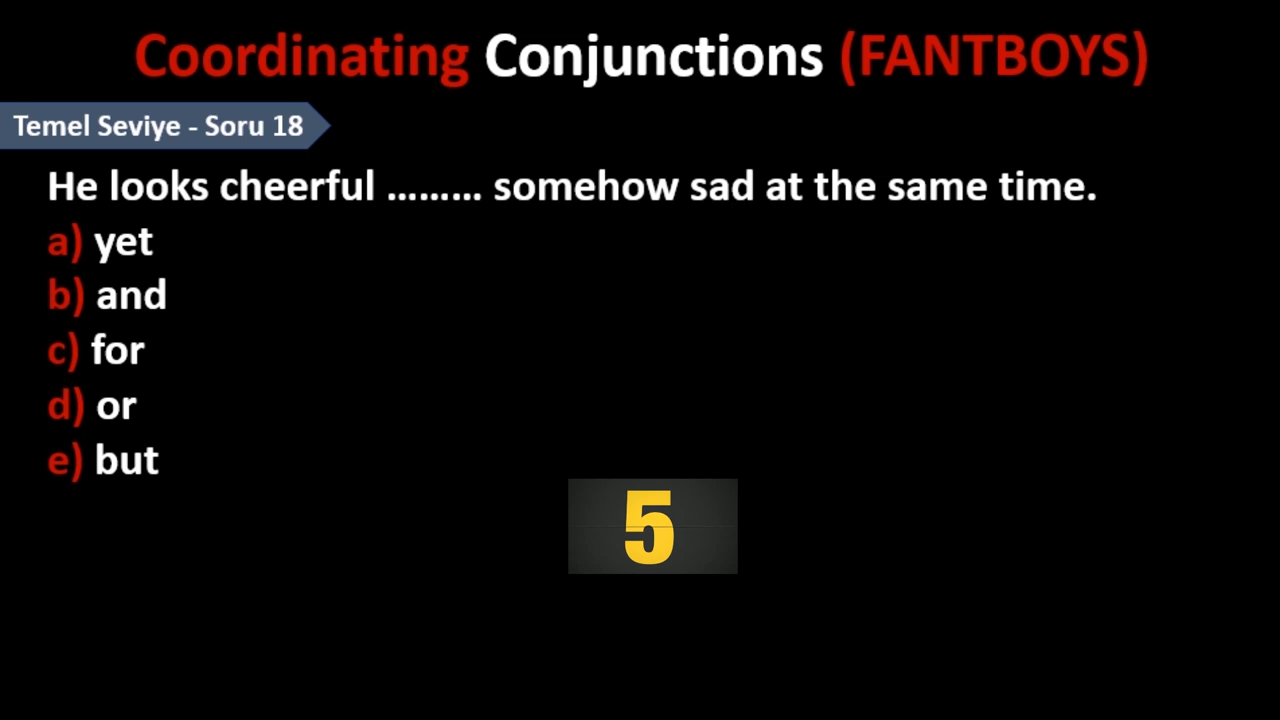 Coordinating Conjunctions (FANTBOYS)
Temel Seviye - Soru 18
He looks cheerful ......... somehow sad at the same time.
a) yet
b) and
c) for
d) or
e) but
5